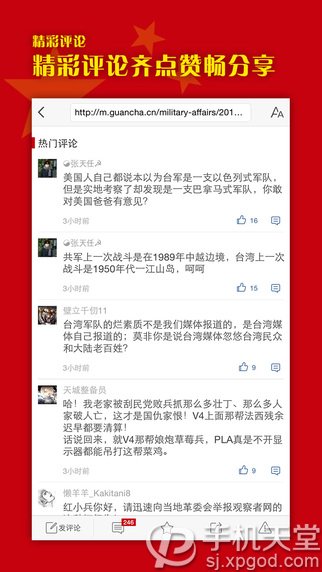 精彩评论
精彩评论齐点赞畅分享
http://m.guancha.cn/military-affairs/201...
AA
热门评论
张天任
美国人自己都说本以为台军是一支以色列式军队，
但是实地考察了却发现是一支巴拿马式军队，你敢
对美国爸爸有意见？
3小时前
16
张天任
共军上一次战斗是在1989年中越边境，台湾上一次
战斗是1950年代一江山岛，呵呵
3小时前
5
壁立千仞11
台湾军队的烂素质不是我们媒体报道的，是台湾媒
体自己报道的；莫非你是说台湾媒体忽悠台湾民众
和大陆老百姓？
3小时前
4
天城整备员
哈！我老家被刮民党败兵抓那么多壮丁、那么多人
家破人亡，这才是国仇家恨！V4上面那帮法西残余
迟早都要清算！
话说回来，就V4那帮娘炮草莓兵，PLA真是不开显
示器都能吊打这帮菜鸡。
3小时前
懒羊羊_Kakitani8
红小兵你好，请迅速向当地革委会举报观察者网的
发评论
246
手机天堂
sj.xpgod.com